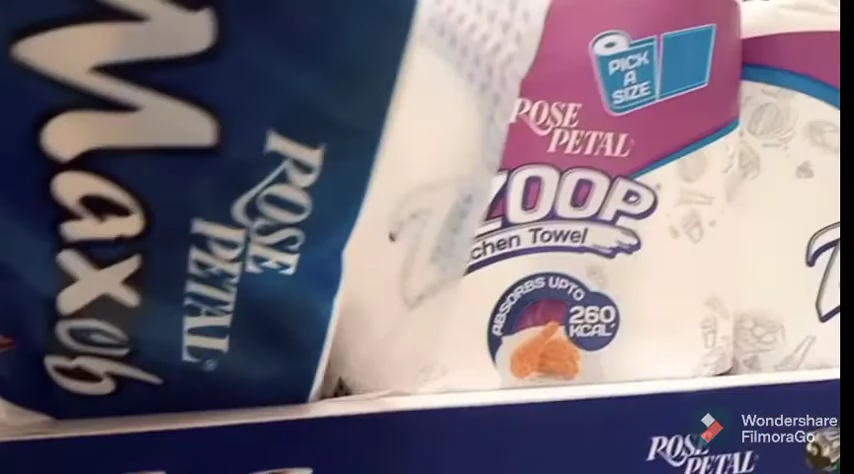 Maxob
ROSE
PETAL
PICK
A
SIZE
ROSE
PETAL
ZOOP
chen Towel
ABSORBS UPTO
260
KCAL*
ROSE
PETAL
Wondershare
FilmoraGo